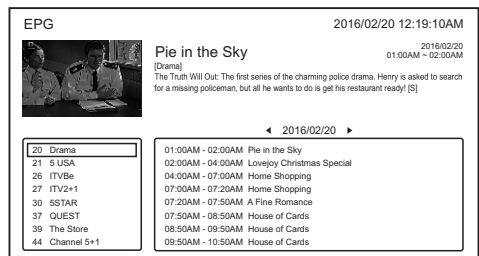 EPG
2016/02/20 12:19:10AM
Pie in the Sky
2016/02/20
01:00AM ~ 02:00AM
[Drama]
The Truth Will Out: The first series of the charming police drama. Henry is asked to search
for a missing policeman, but all he wants to do is get his restaurant ready! [S]
◀ 2016/02/20 ▶
20 Drama
21 5 USA
26 ITVBe
27 ITV2+1
30 5STAR
37 QUEST
39 The Store
44 Channel 5+1
01:00AM - 02:00AM Pie in the Sky
02:00AM - 04:00AM Lovejoy Christmas Special
04:00AM - 07:00AM Home Shopping
07:00AM - 07:20AM Home Shopping
07:20AM - 07:50AM A Fine Romance
07:50AM - 08:50AM House of Cards
08:50AM - 09:50AM House of Cards
09:50AM - 10:50AM House of Cards